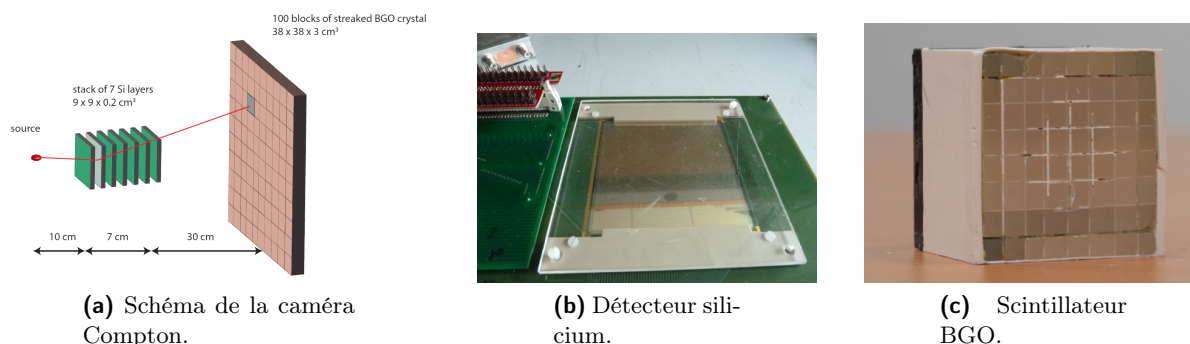 100 blocks of streaked BGO crystal
38 x 38 x 3 cm³
stack of 7 Si layers
9 x 9 x 0.2 cm³
source
10 cm
7 cm
30 cm
(a) Schéma de la caméra
Compton.
(b) Détecteur sili-
cium.
(c) Scintillateur
BGO.